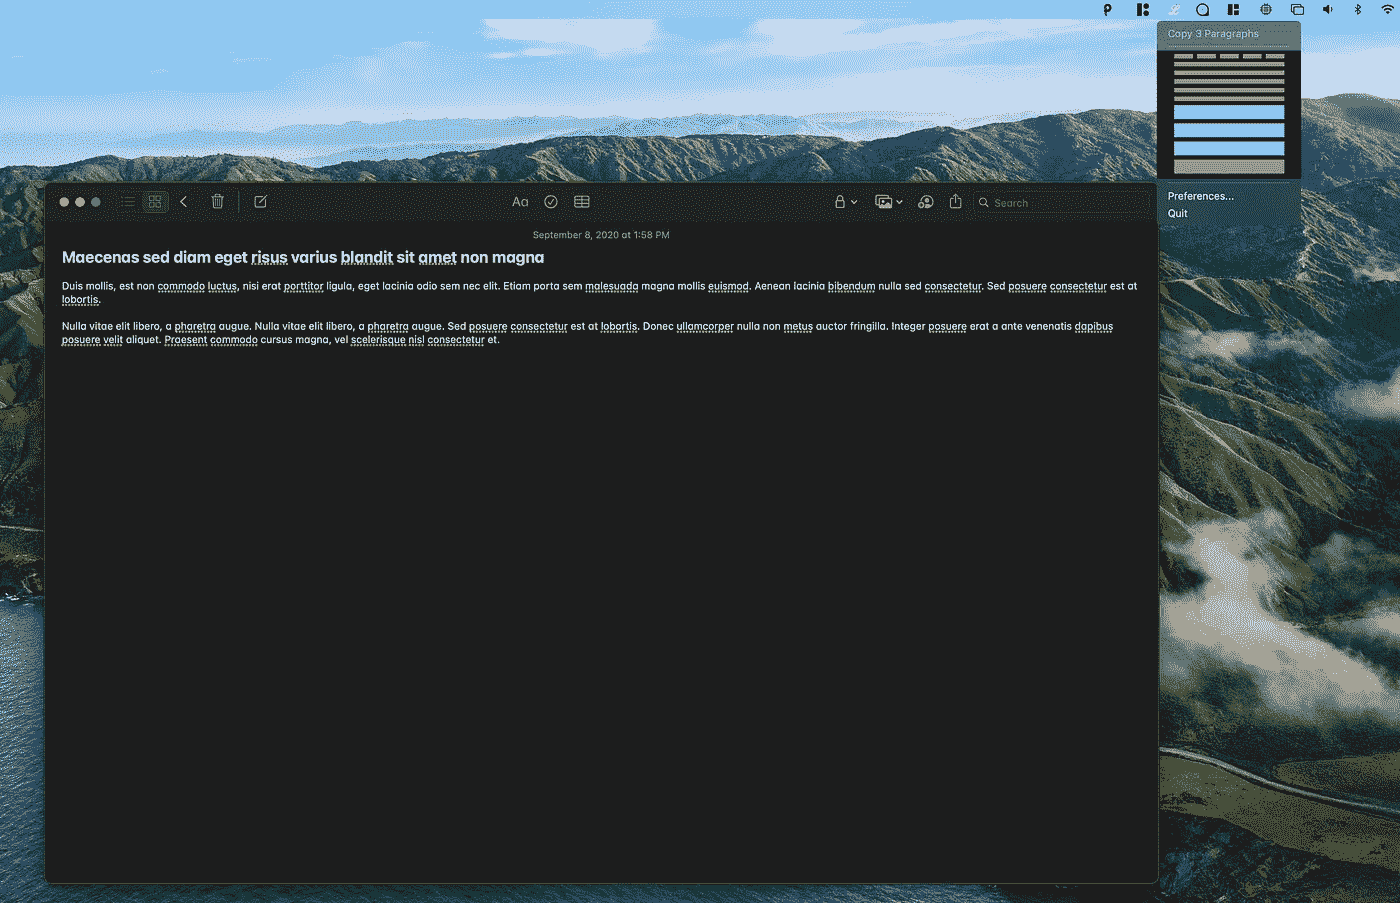 Copy 3 Paragraphs
Preferences...
Quit
Aa
Search
September 8, 2020 at 1:58 PM
Maecenas sed diam eget risus varius blandit sit amet non magna
Duis mollis, est non commodo luctus, nisi erat porttitor ligula, eget lacinia odio sem nec elit. Etiam porta sem malesuada magna mollis euismod. Aenean lacinia bibendum nulla sed consectetur. Sed posuere consectetur est at
lobortis.
Nulla vitae elit libero, a pharetra augue. Nulla vitae elit libero, a pharetra augue. Sed posuere consectetur est at lobortis. Donec ullamcorper nulla non metus auctor fringilla. Integer posuere erat a ante venenatis dapibus
posuere velit aliquet. Praesent commodo cursus magna, vel scelerisque nisl consectetur et.